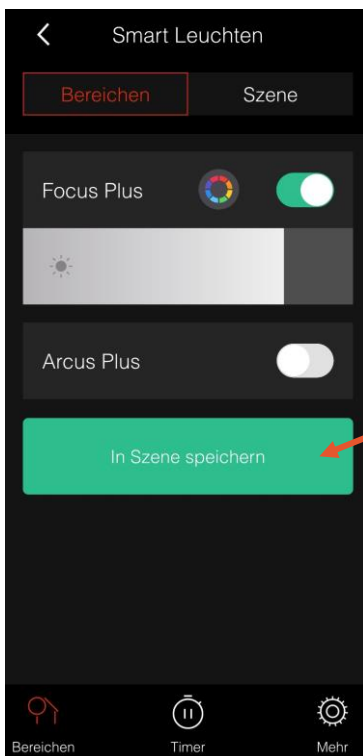 Smart Leuchten
Bereichen Szene
Focus Plus
Arcus Plus
In Szene speichern
Bereichen Timer Mehr